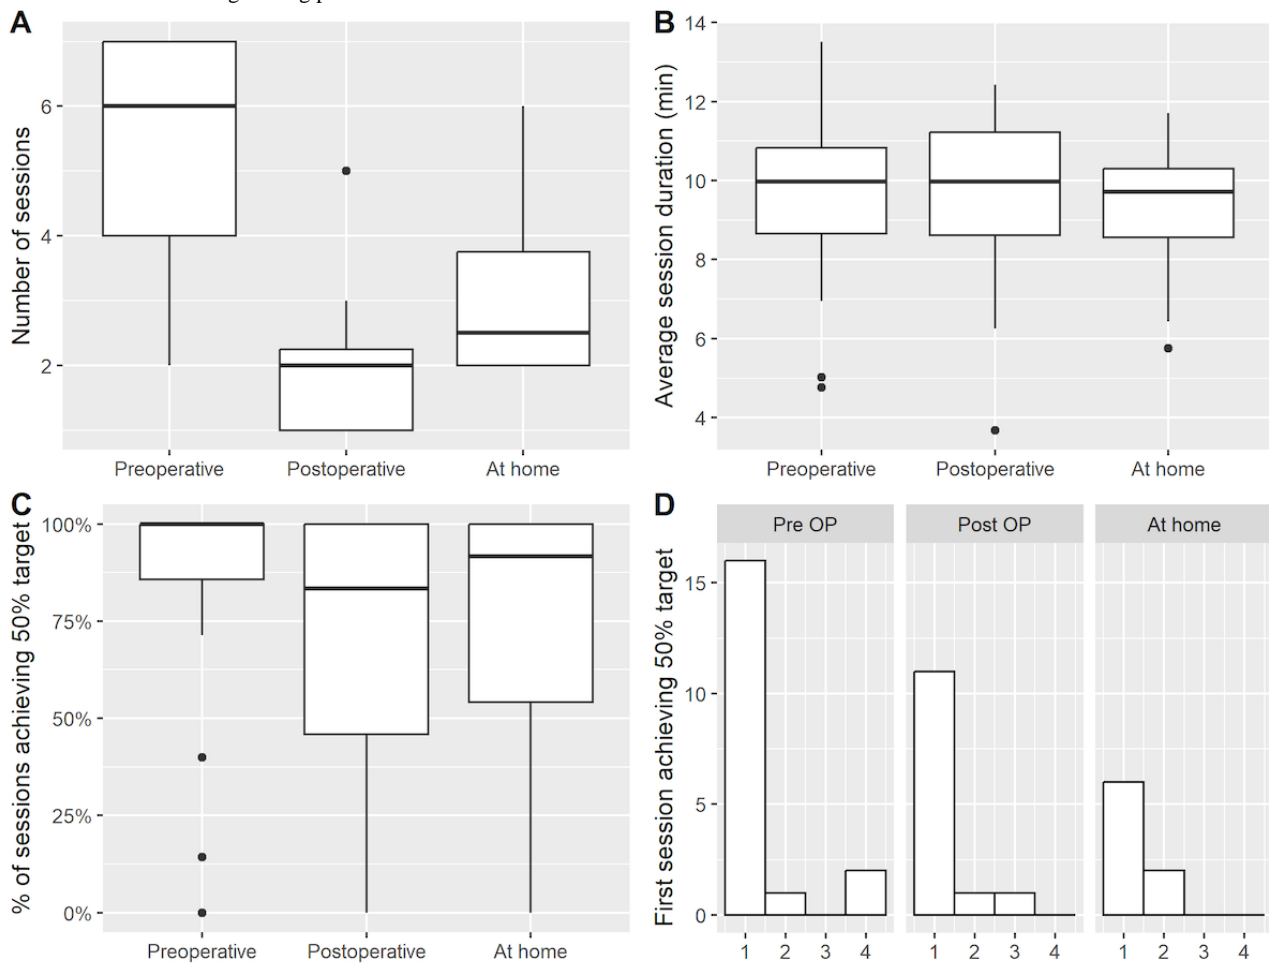 A
Number of sessions
6
4
2
Preoperative
Postoperative
At home
B
Average session duration (min)
14
12
10
8
6
4
Preoperative
Postoperative
At home
C
% of sessions achieving 50% target
100%
75%
50%
25%
0%
Preoperative
Postoperative
At home
D
First session achieving 50% target
Pre OP
Post OP
At home
15
10
5
0
1 2 3 4
1 2 3 4
1 2 3 4